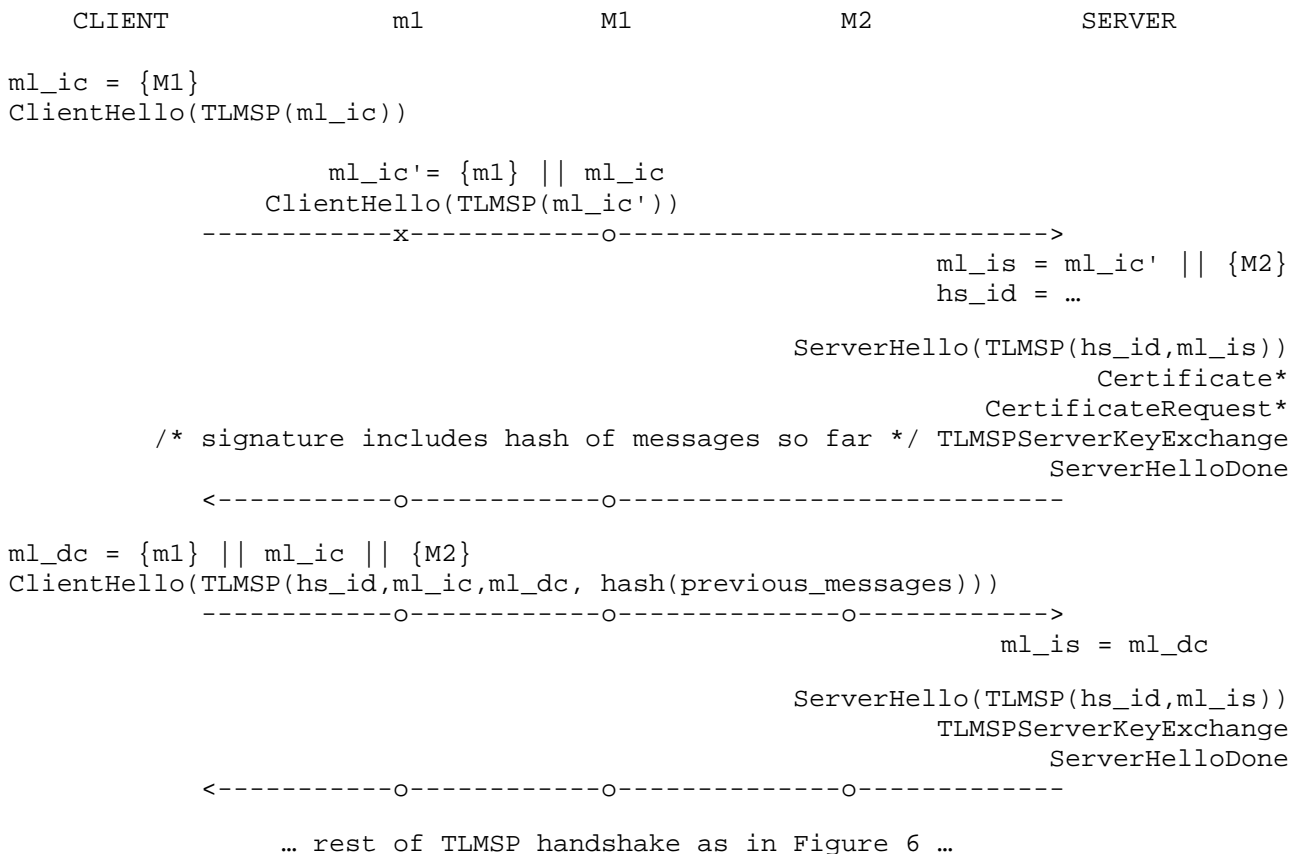 CLIENT m1 M1 M2 SERVER
ml_ic = {M1}
ClientHello(TLMSP(ml_ic))
ml_ic'= {m1} || ml_ic
ClientHello(TLMSP(ml_ic'))
------------x------------o--------------------------->
ml_is = ml_ic' || {M2}
hs_id = …
ServerHello(TLMSP(hs_id,ml_is))
Certificate*
CertificateRequest*
/* signature includes hash of messages so far */ TLMSPServerKeyExchange
ServerHelloDone
<-----------o------------o----------------------------
ml_dc = {m1} || ml_ic || {M2}
ClientHello(TLMSP(hs_id,ml_ic,ml_dc, hash(previous_messages)))
------------o------------o--------------o------------>
ml_is = ml_dc
ServerHello(TLMSP(hs_id,ml_is))
TLMSPServerKeyExchange
ServerHelloDone
<-----------o------------o--------------o-------------
… rest of TLMSP handshake as in Figure 6 …